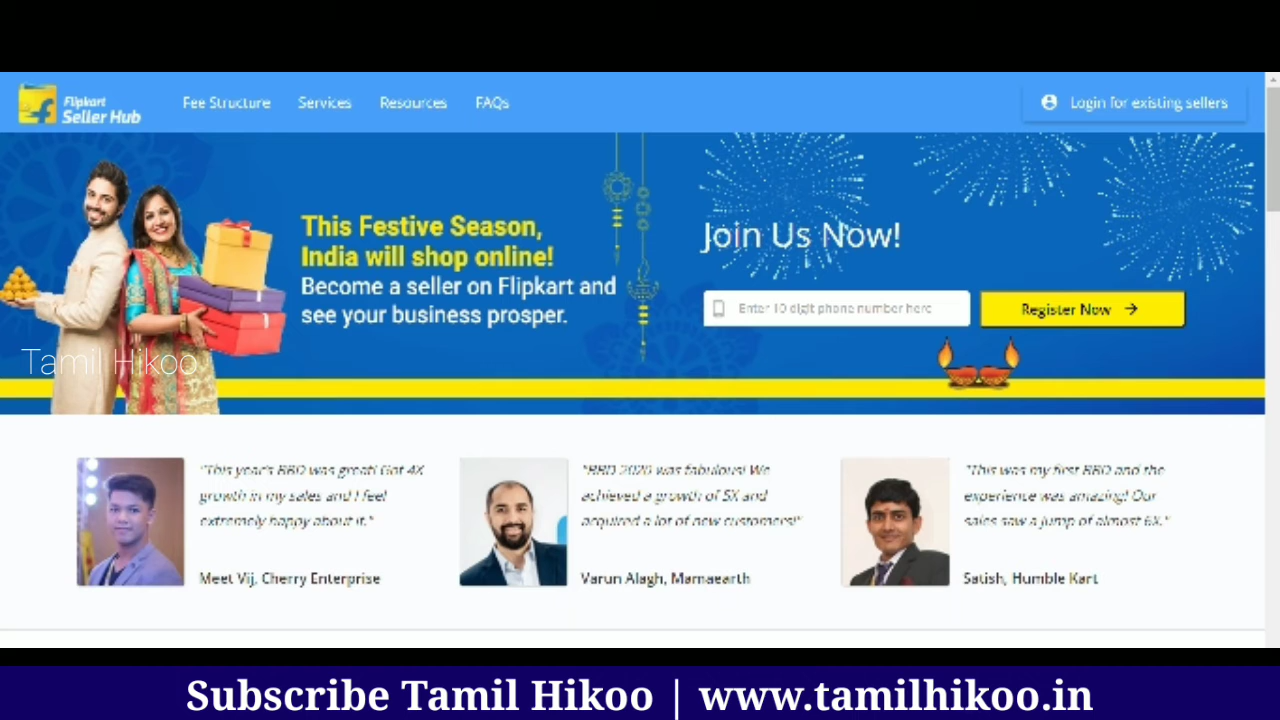 Flipkart
Seller Hub
Fee Structure
Services
Resources
FAQs
Login for existing sellers
This Festive Season,
India will shop online!
Become a seller on Flipkart and
see your business prosper.
Join Us Now!
Enter 10 digit phone number here
Register Now
Tamil Hikoo
"This year's BBD was great! Got 4X
growth in my sales and I feel
extremely happy about it."
Meet Vij, Cherry Enterprise
"BBD 2020 was fabulous! We
achieved a growth of 5X and
acquired a lot of new customers!"
Varun Alagh, Mamaearth
"This was my first BBD and the
experience was amazing! Our
sales saw a jump of almost 6X."
Satish, Humble Kart
Subscribe Tamil Hikoo | www.tamilhikoo.in